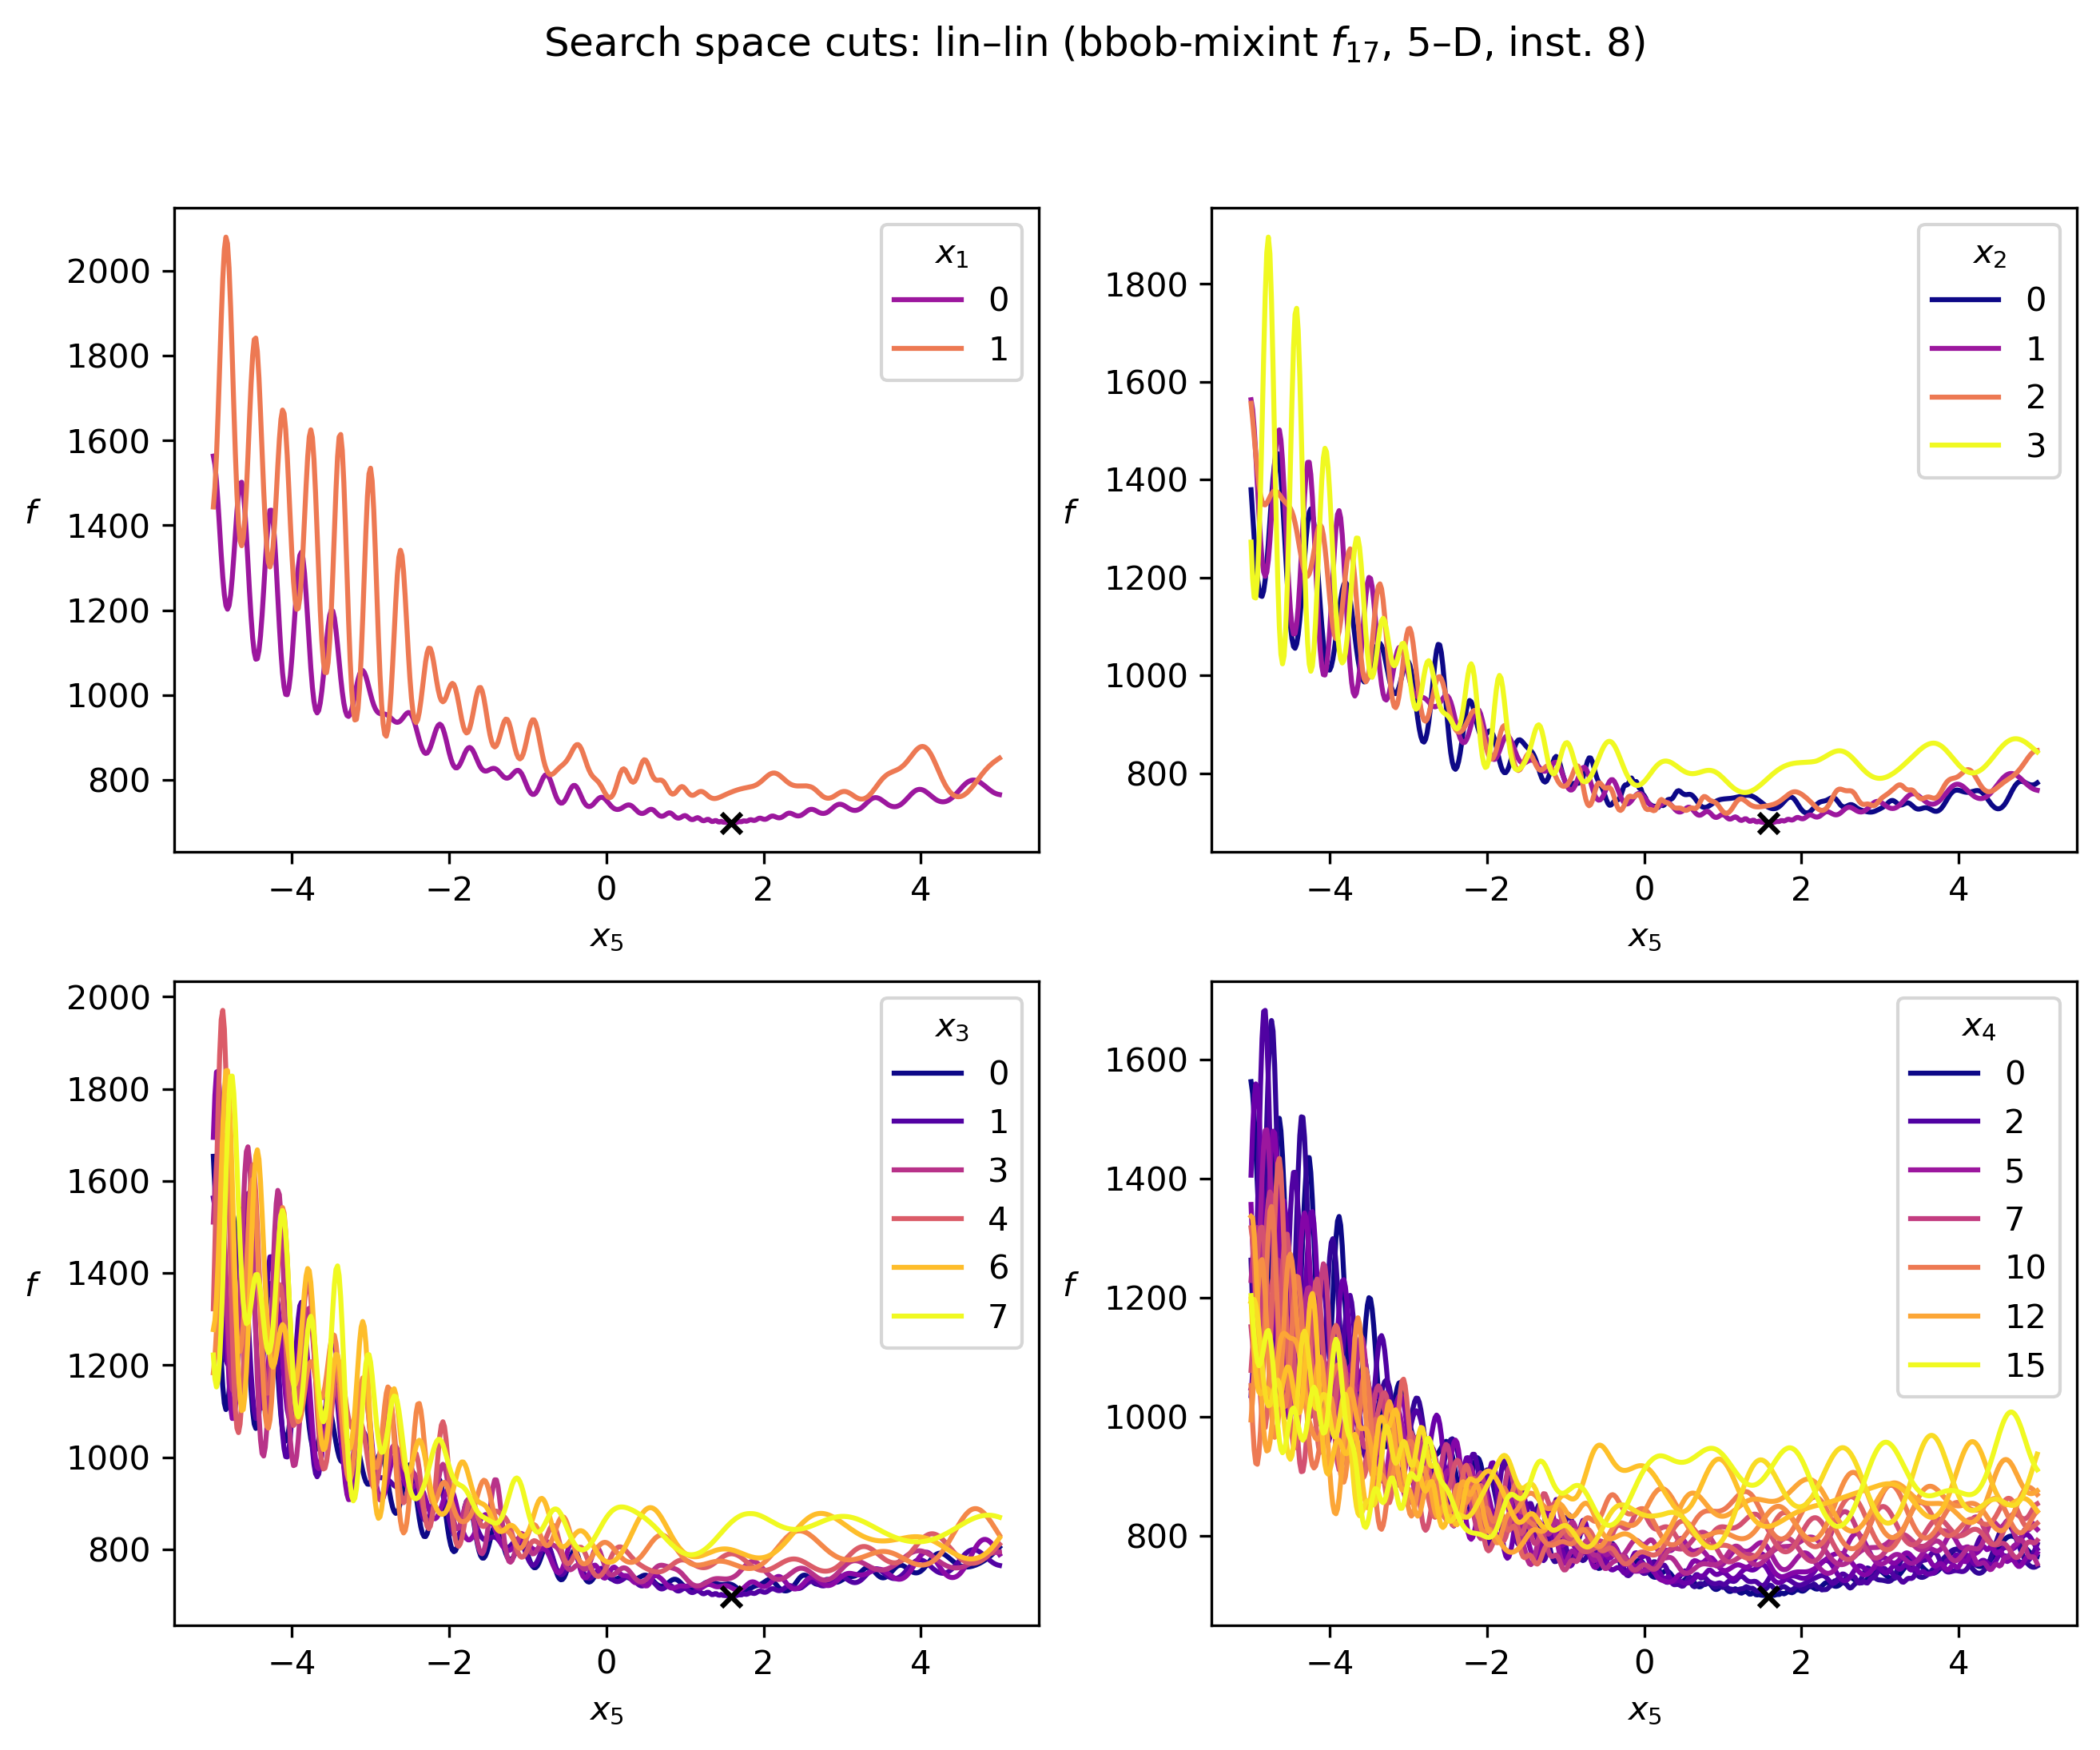 Search space cuts: lin–lin (bbob-mixint f₁₇, 5–D, inst. 8)
2000
1800
1600
1400
1200
1000
800
f
−4 −2 0 2 4
x₅
x₁
0
1
1800
1600
1400
1200
1000
800
f
−4 −2 0 2 4
x₅
x₂
0
1
2
3
2000
1800
1600
1400
1200
1000
800
f
−4 −2 0 2 4
x₅
x₃
0
1
3
4
6
7
1600
1400
1200
1000
800
f
−4 −2 0 2 4
x₅
x₄
0
2
5
7
10
12
15